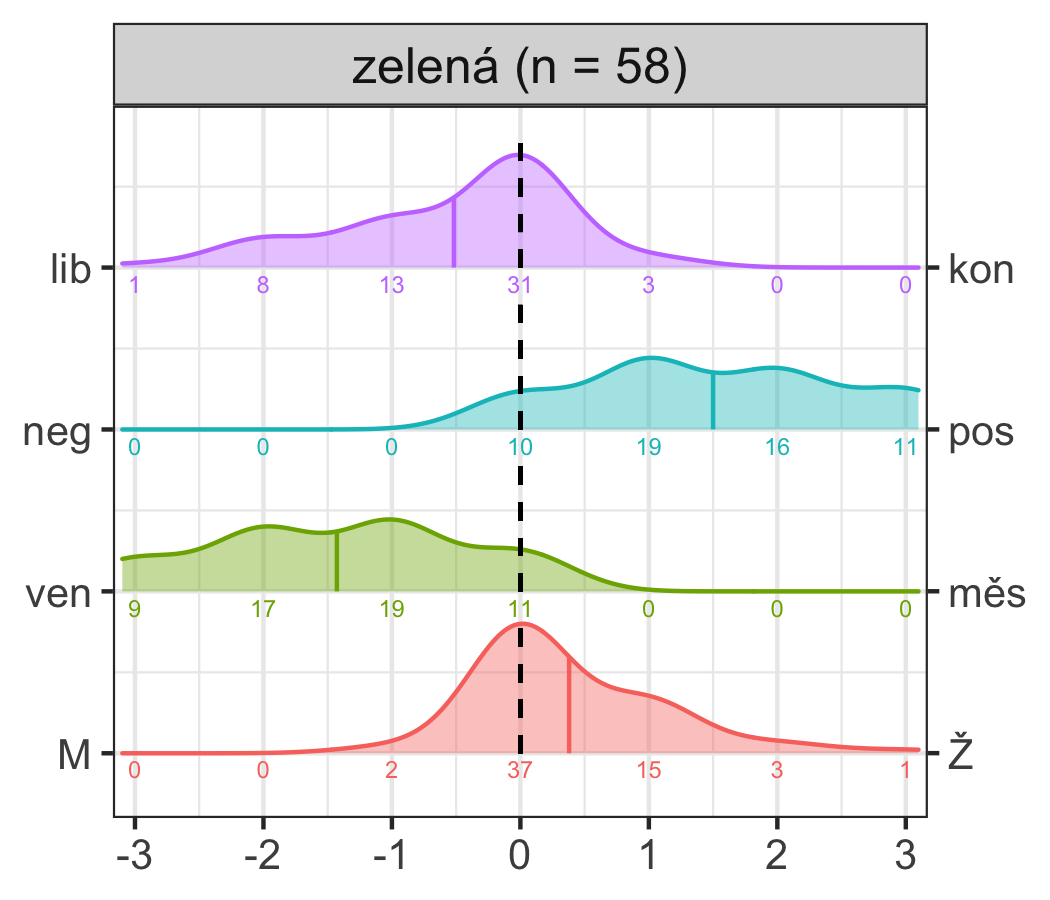 zelená (n = 58)
lib kon
1 8 13 31 3 0 0
neg pos
0 0 0 10 19 16 11
ven měs
9 17 19 11 0 0 0
M Ž
0 0 2 37 15 3 1
-3 -2 -1 0 1 2 3